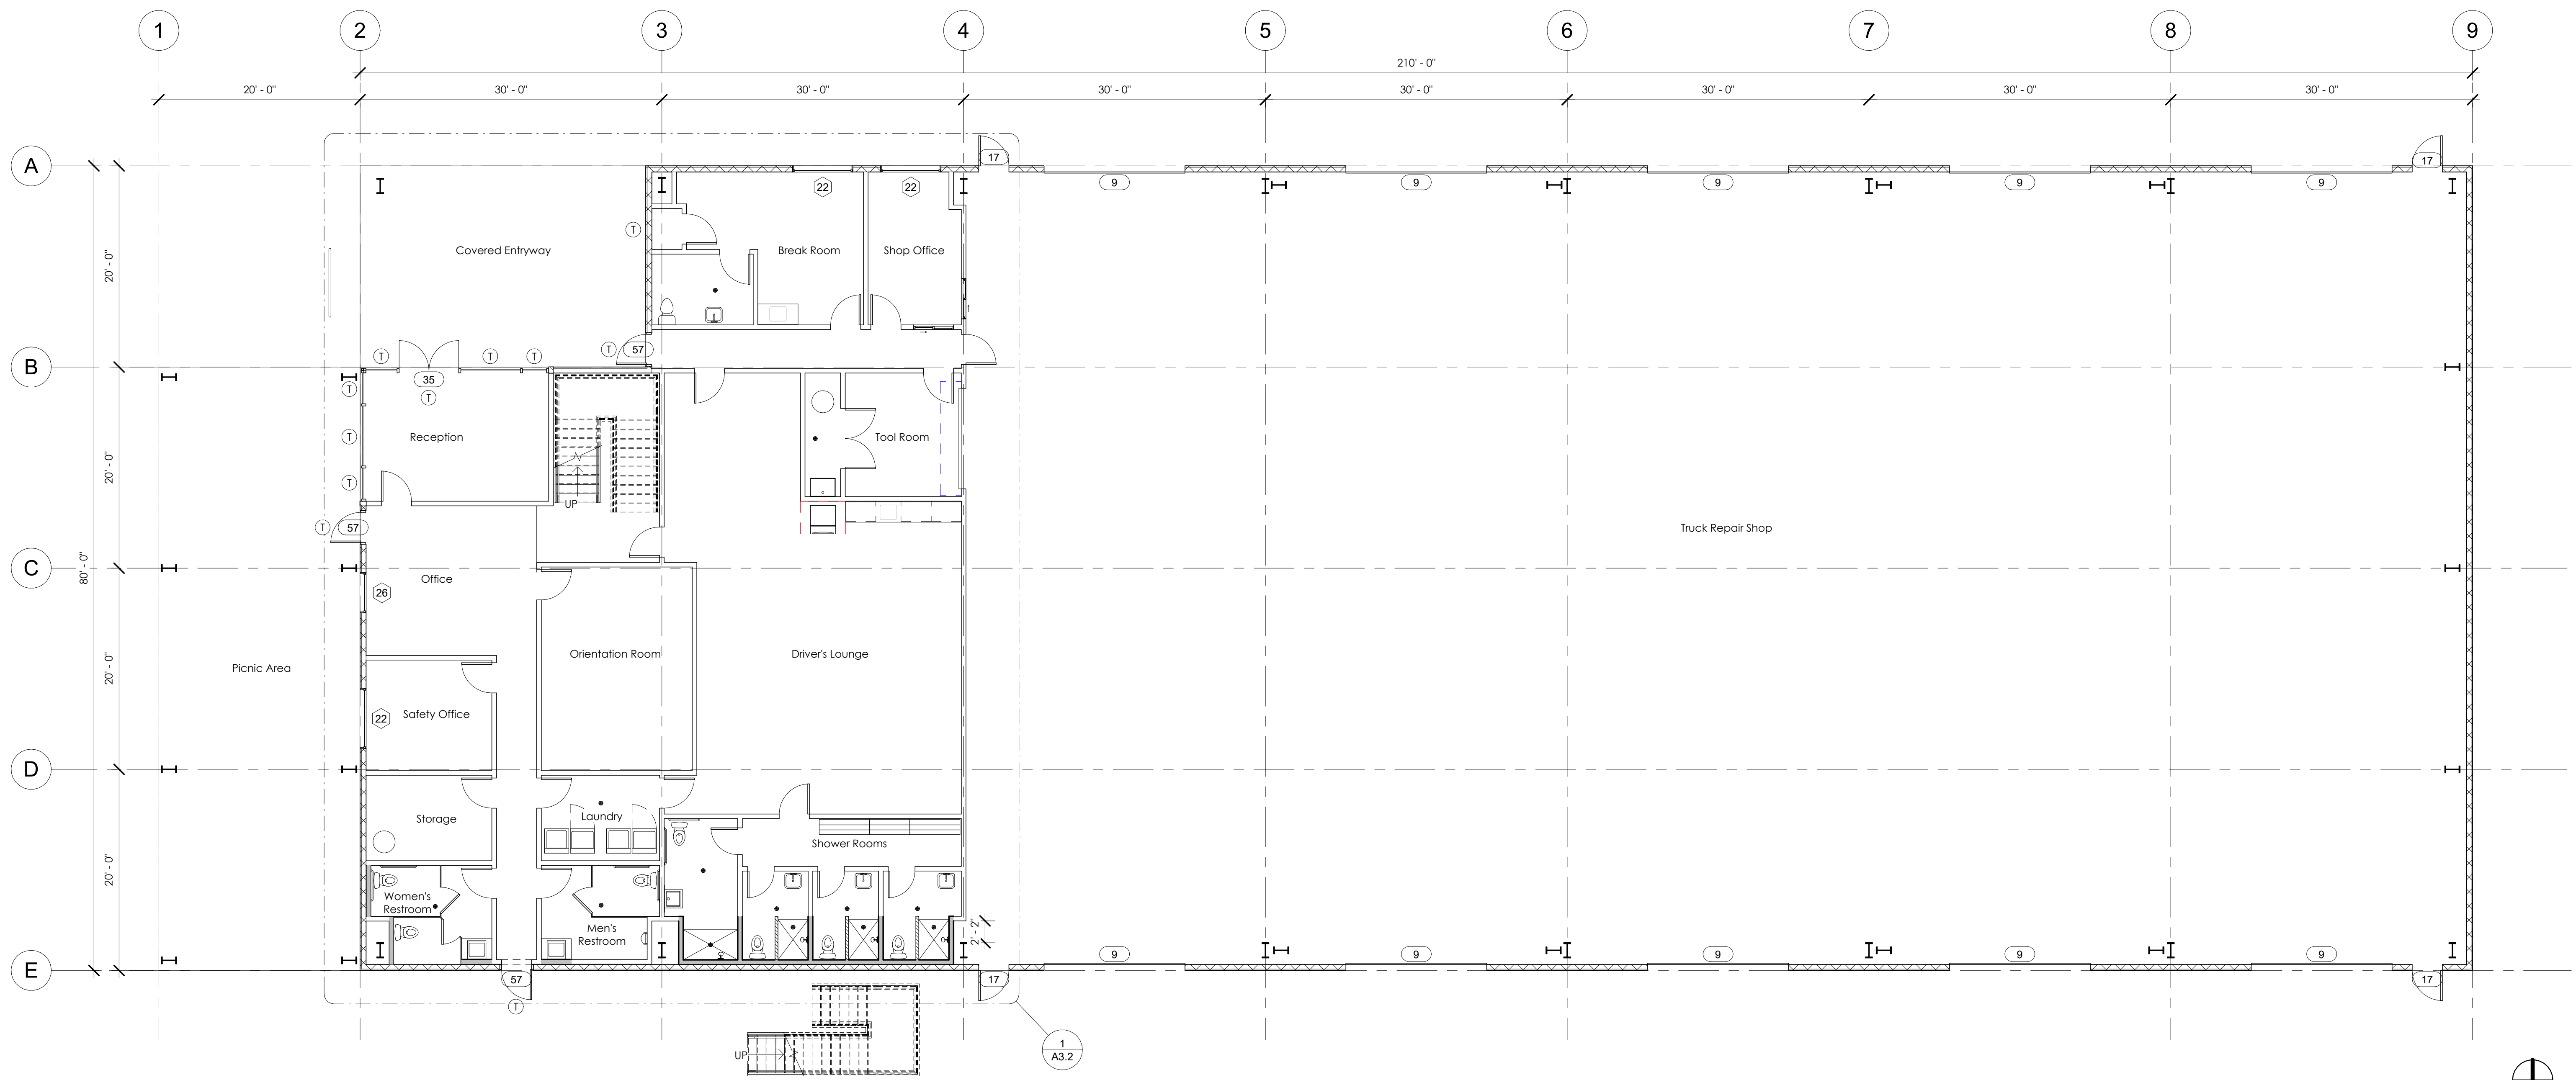 1 2 3 4 5 6 7 8 9
210' - 0"
20' - 0" 30' - 0" 30' - 0" 30' - 0" 30' - 0" 30' - 0" 30' - 0" 30' - 0"
17 17
A
22 22 9 9 9 9 9
T
Covered Entryway Break Room Shop Office
20' - 0"
T 57
T T T
B
35
T T
T Reception Tool Room
20' - 0"
T
UP
T 57 Truck Repair Shop
C
80' - 0"
Office
26
Orientation Room Driver's Lounge
20' - 0" Picnic Area
22 Safety Office
D
Storage Laundry
Shower Rooms
20' - 0"
Women's
Restroom
Men's
Restroom
2' - 2"
9 9 9 9 9
E
57 17 17
T
1
A3.2
UP